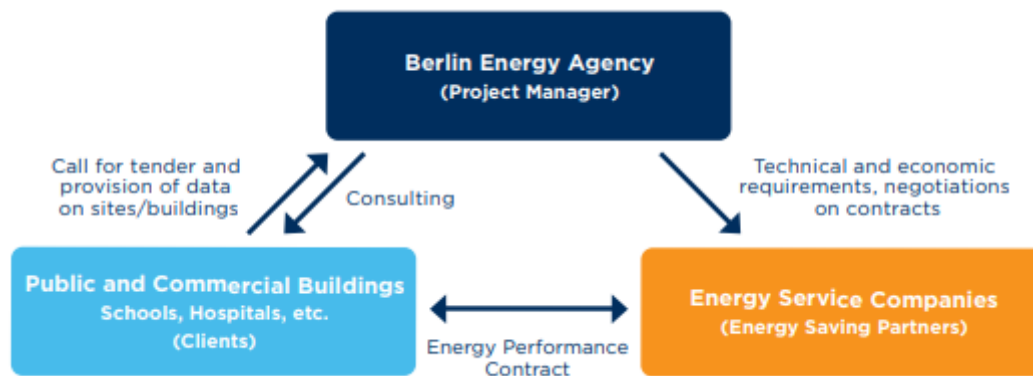 Berlin Energy Agency
(Project Manager)
Call for tender and
provision of data
on sites/buildings
Consulting
Technical and economic
requirements, negotiations
on contracts
Public and Commercial Buildings
Schools, Hospitals, etc.
(Clients)
Energy Performance
Contract
Energy Service Companies
(Energy Saving Partners)